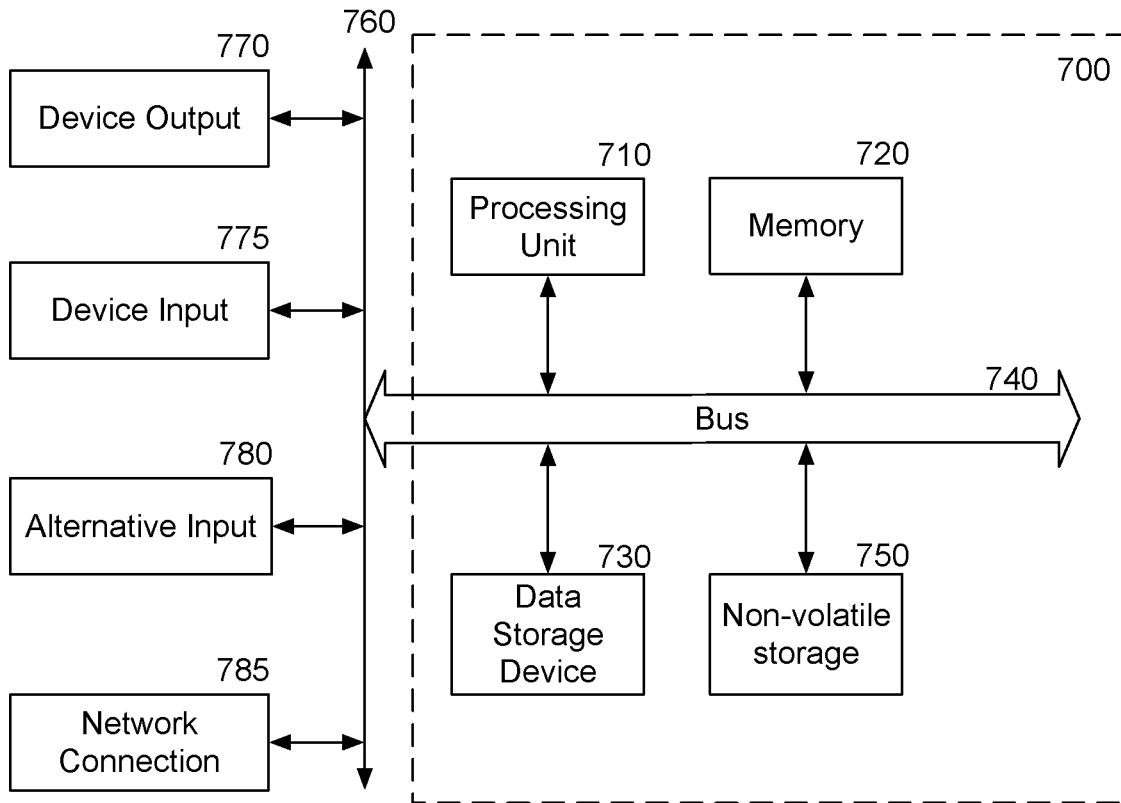 760
770
Device Output
700
710
Processing
Unit
720
Memory
775
Device Input
740
Bus
780
Alternative Input
730
Data
Storage
Device
750
Non-volatile
storage
785
Network
Connection